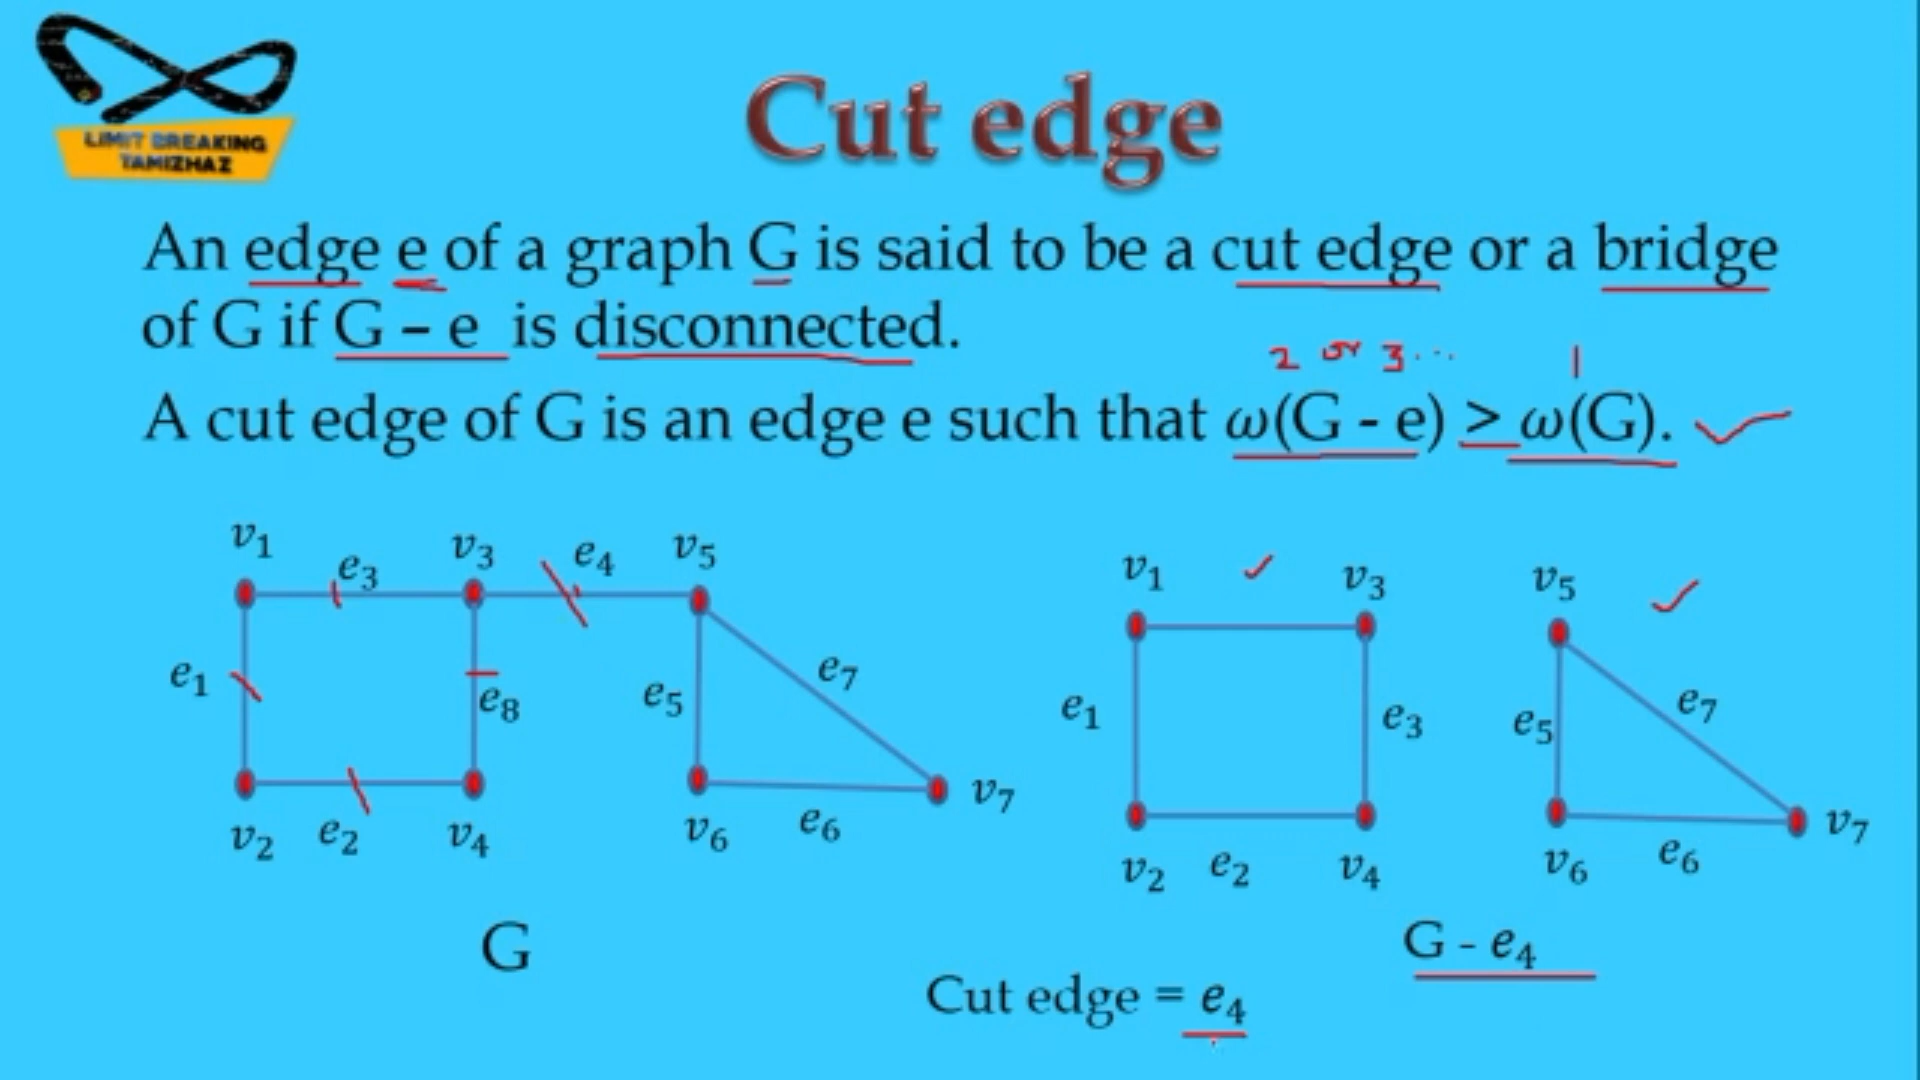 LIMIT BREAKING
TAMIZHAZ
Cut edge
An edge e of a graph G is said to be a cut edge or a bridge
of G if G – e is disconnected.
2 or 3... 1
A cut edge of G is an edge e such that ω(G - e) > ω(G).
v1 e3 v3 e4 v5
e1 e8 e5 e7
v2 e2 v4 v6 e6 v7
G
v1 v3 v5
e1 e3 e5 e7
v2 e2 v4 v6 e6 v7
G - e4
Cut edge = e4